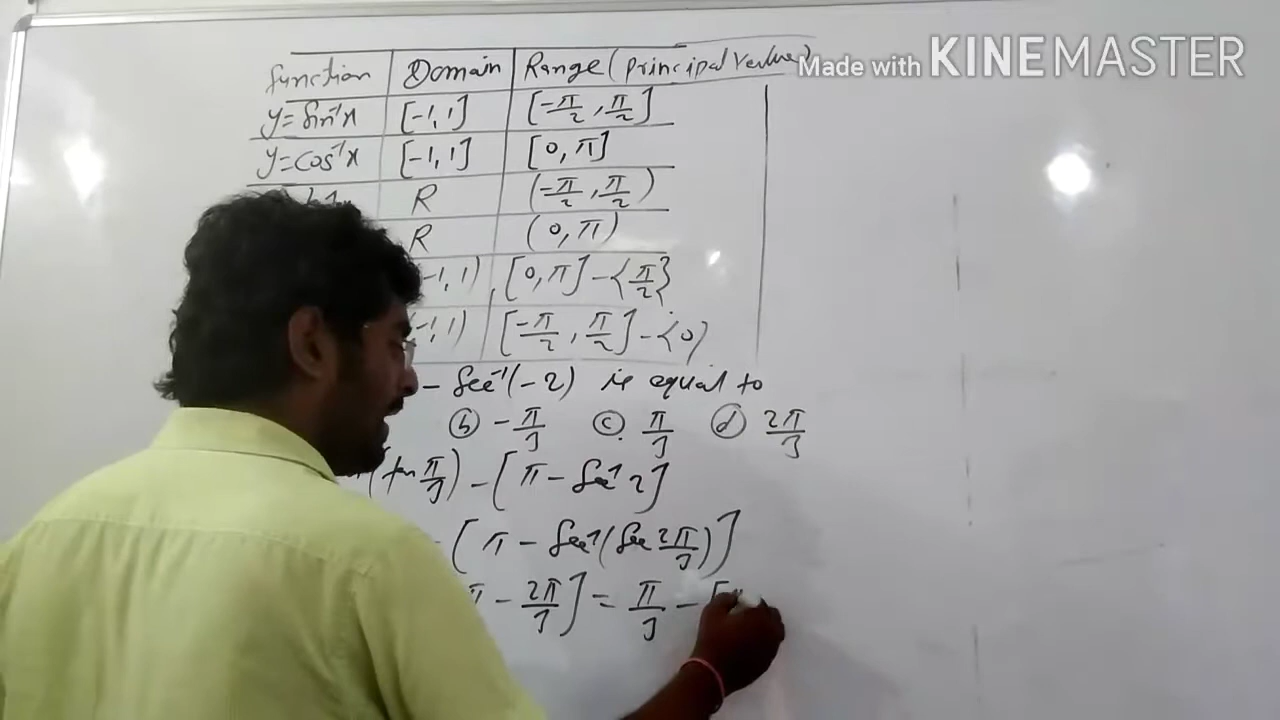 Made with KINEMASTER
function Domain Range (principal value)
y=sin⁻¹x [-1,1] [-π/2, π/2]
y=cos⁻¹x [-1,1] [0, π]
R (-π/2, π/2)
R (0, π)
-1,1) [0, π] - {π/2}
-1,1) [-π/2, π/2] - {0}
- sec⁻¹(-2) is equal to
ⓑ -π/3 ⓒ π/3 ⓓ 2π/3
(tan π/3) - [π - sec⁻¹ 2]
- [π - sec⁻¹(sec 2π/3)]
π - 2π/3] = π/3 - [